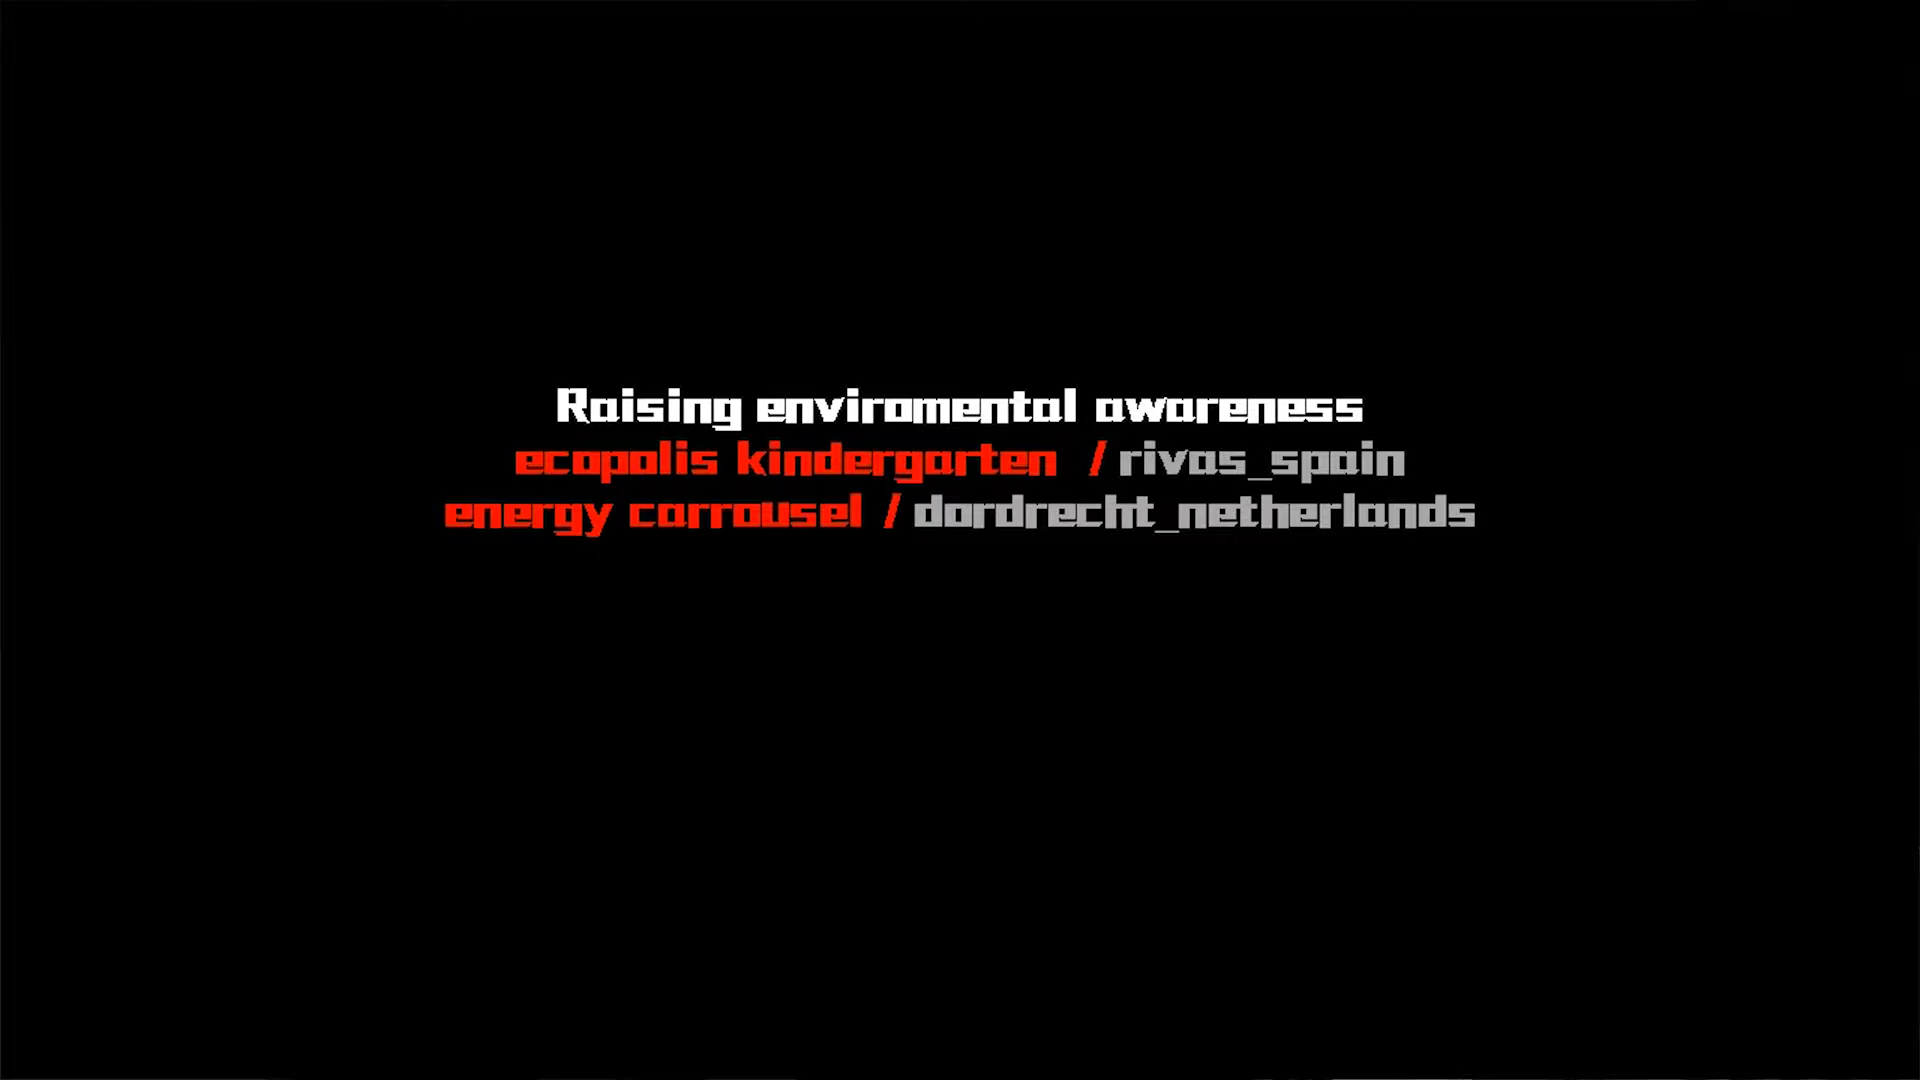 Raising enviromental awareness
ecopolis kindergarten / rivas_spain
energy carrousel / dordrecht_netherlands